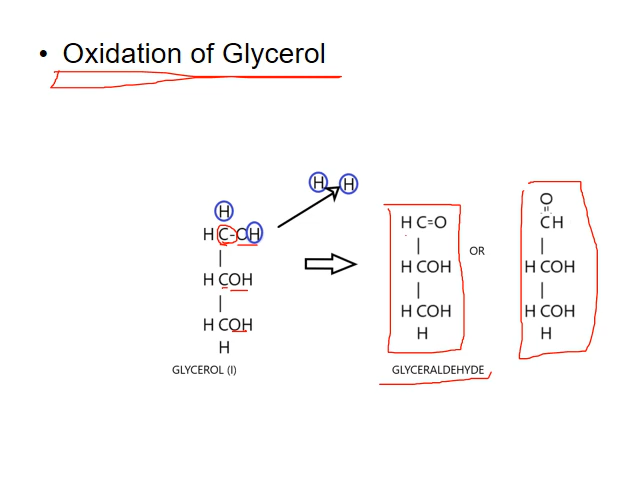 • Oxidation of Glycerol
H H
H
H C-OH
|
H COH
|
H COH
H
GLYCEROL (I)
H C=O
|
H COH
|
H COH
H
GLYCERALDEHYDE
OR
O
=
CH
|
H COH
|
H COH
H